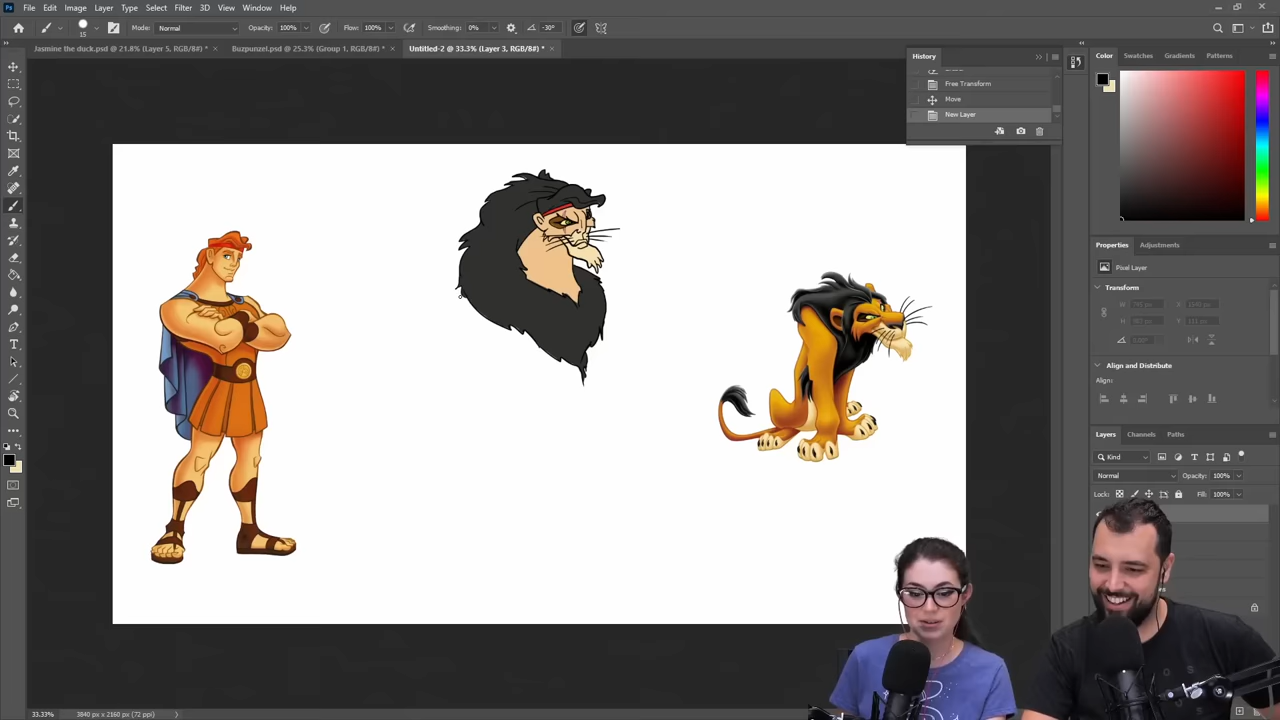 File Edit Image Layer Type Select Filter 3D View Window Help
15 Mode: Normal Opacity: 100% Flow: 100% Smoothing: 0% -30°
Jasmine the duck.psd @ 21.8% (Layer 5, RGB/8#) * × Buzpunzel.psd @ 25.3% (Group 1, RGB/8#) * × Untitled-2 @ 33.3% (Layer 3, RGB/8#) * ×
History
Free Transform
Move
New Layer
Color Swatches Gradients Patterns
Properties Adjustments
Pixel Layer
Transform
W
X
H
Y
Align and Distribute
Align:
Layers Channels Paths
Kind
Normal Opacity: 100%
Lock: Fill: 100%
33.33% 3840 px x 2160 px (72 ppi)